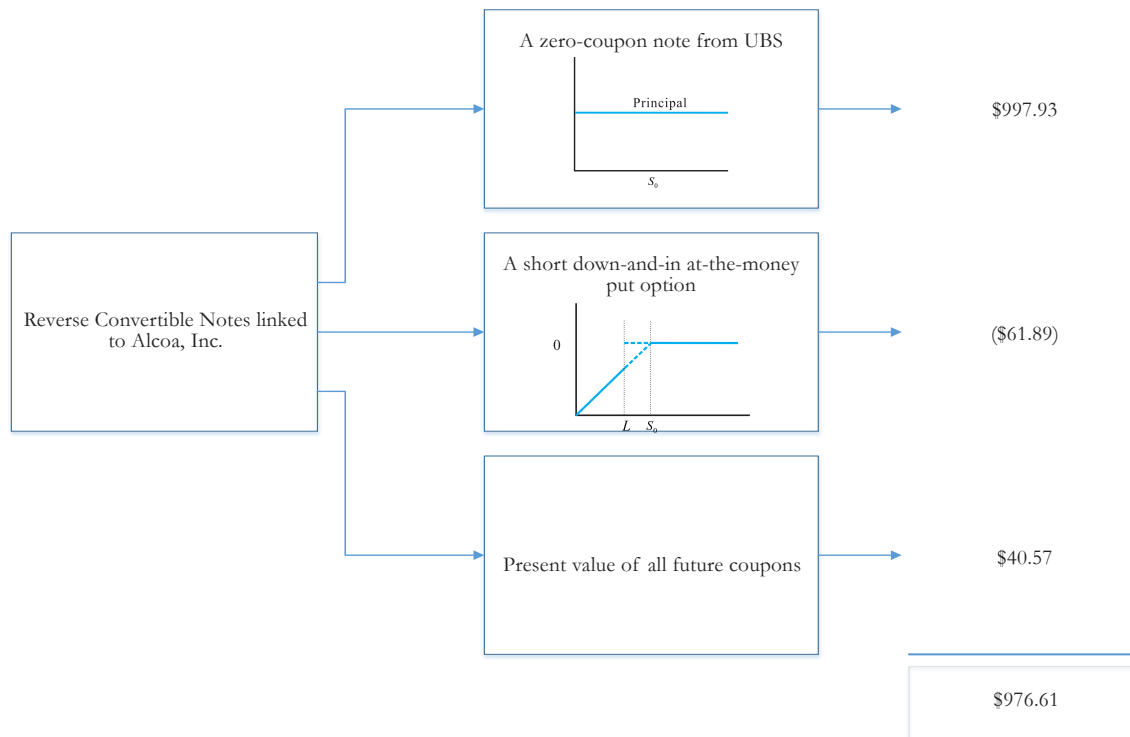 A zero-coupon note from UBS
Principal
S₀
$997.93
Reverse Convertible Notes linked
to Alcoa, Inc.
A short down-and-in at-the-money
put option
0
L S₀
($61.89)
Present value of all future coupons
$40.57
$976.61